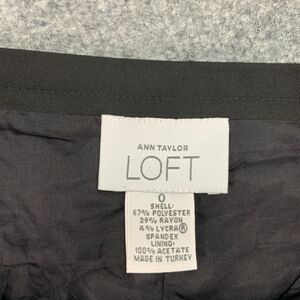 ANN TAYLOR
LOFT
0
SHELL:
67% POLYESTER
29% RAYON
4% LYCRA®
SPANDEX
LINING:
100% ACETATE
MADE IN TURKEY